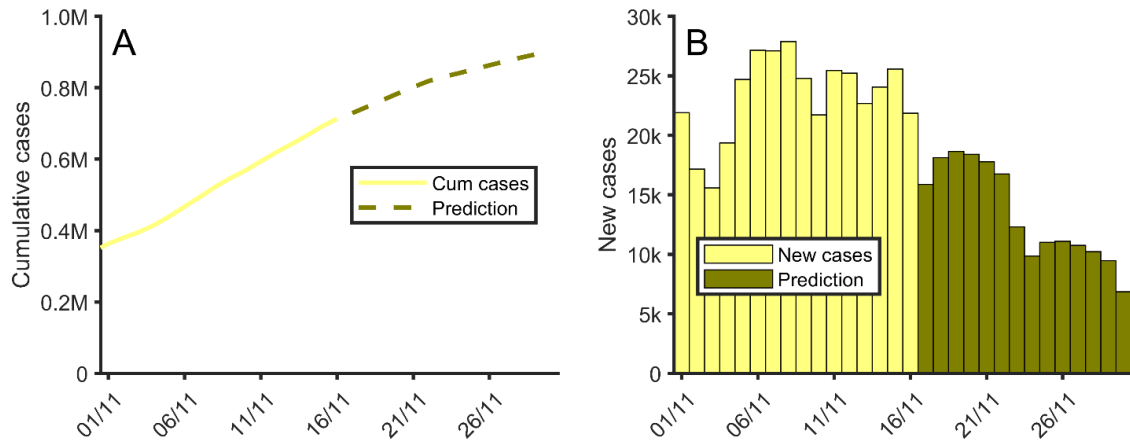 A
1.0M
0.8M
0.6M
0.4M
0.2M
0
Cumulative cases
Cum cases
Prediction
01/11
06/11
11/11
16/11
21/11
26/11
B
30k
25k
20k
15k
10k
5k
0
New cases
New cases
Prediction
01/11
06/11
11/11
16/11
21/11
26/11